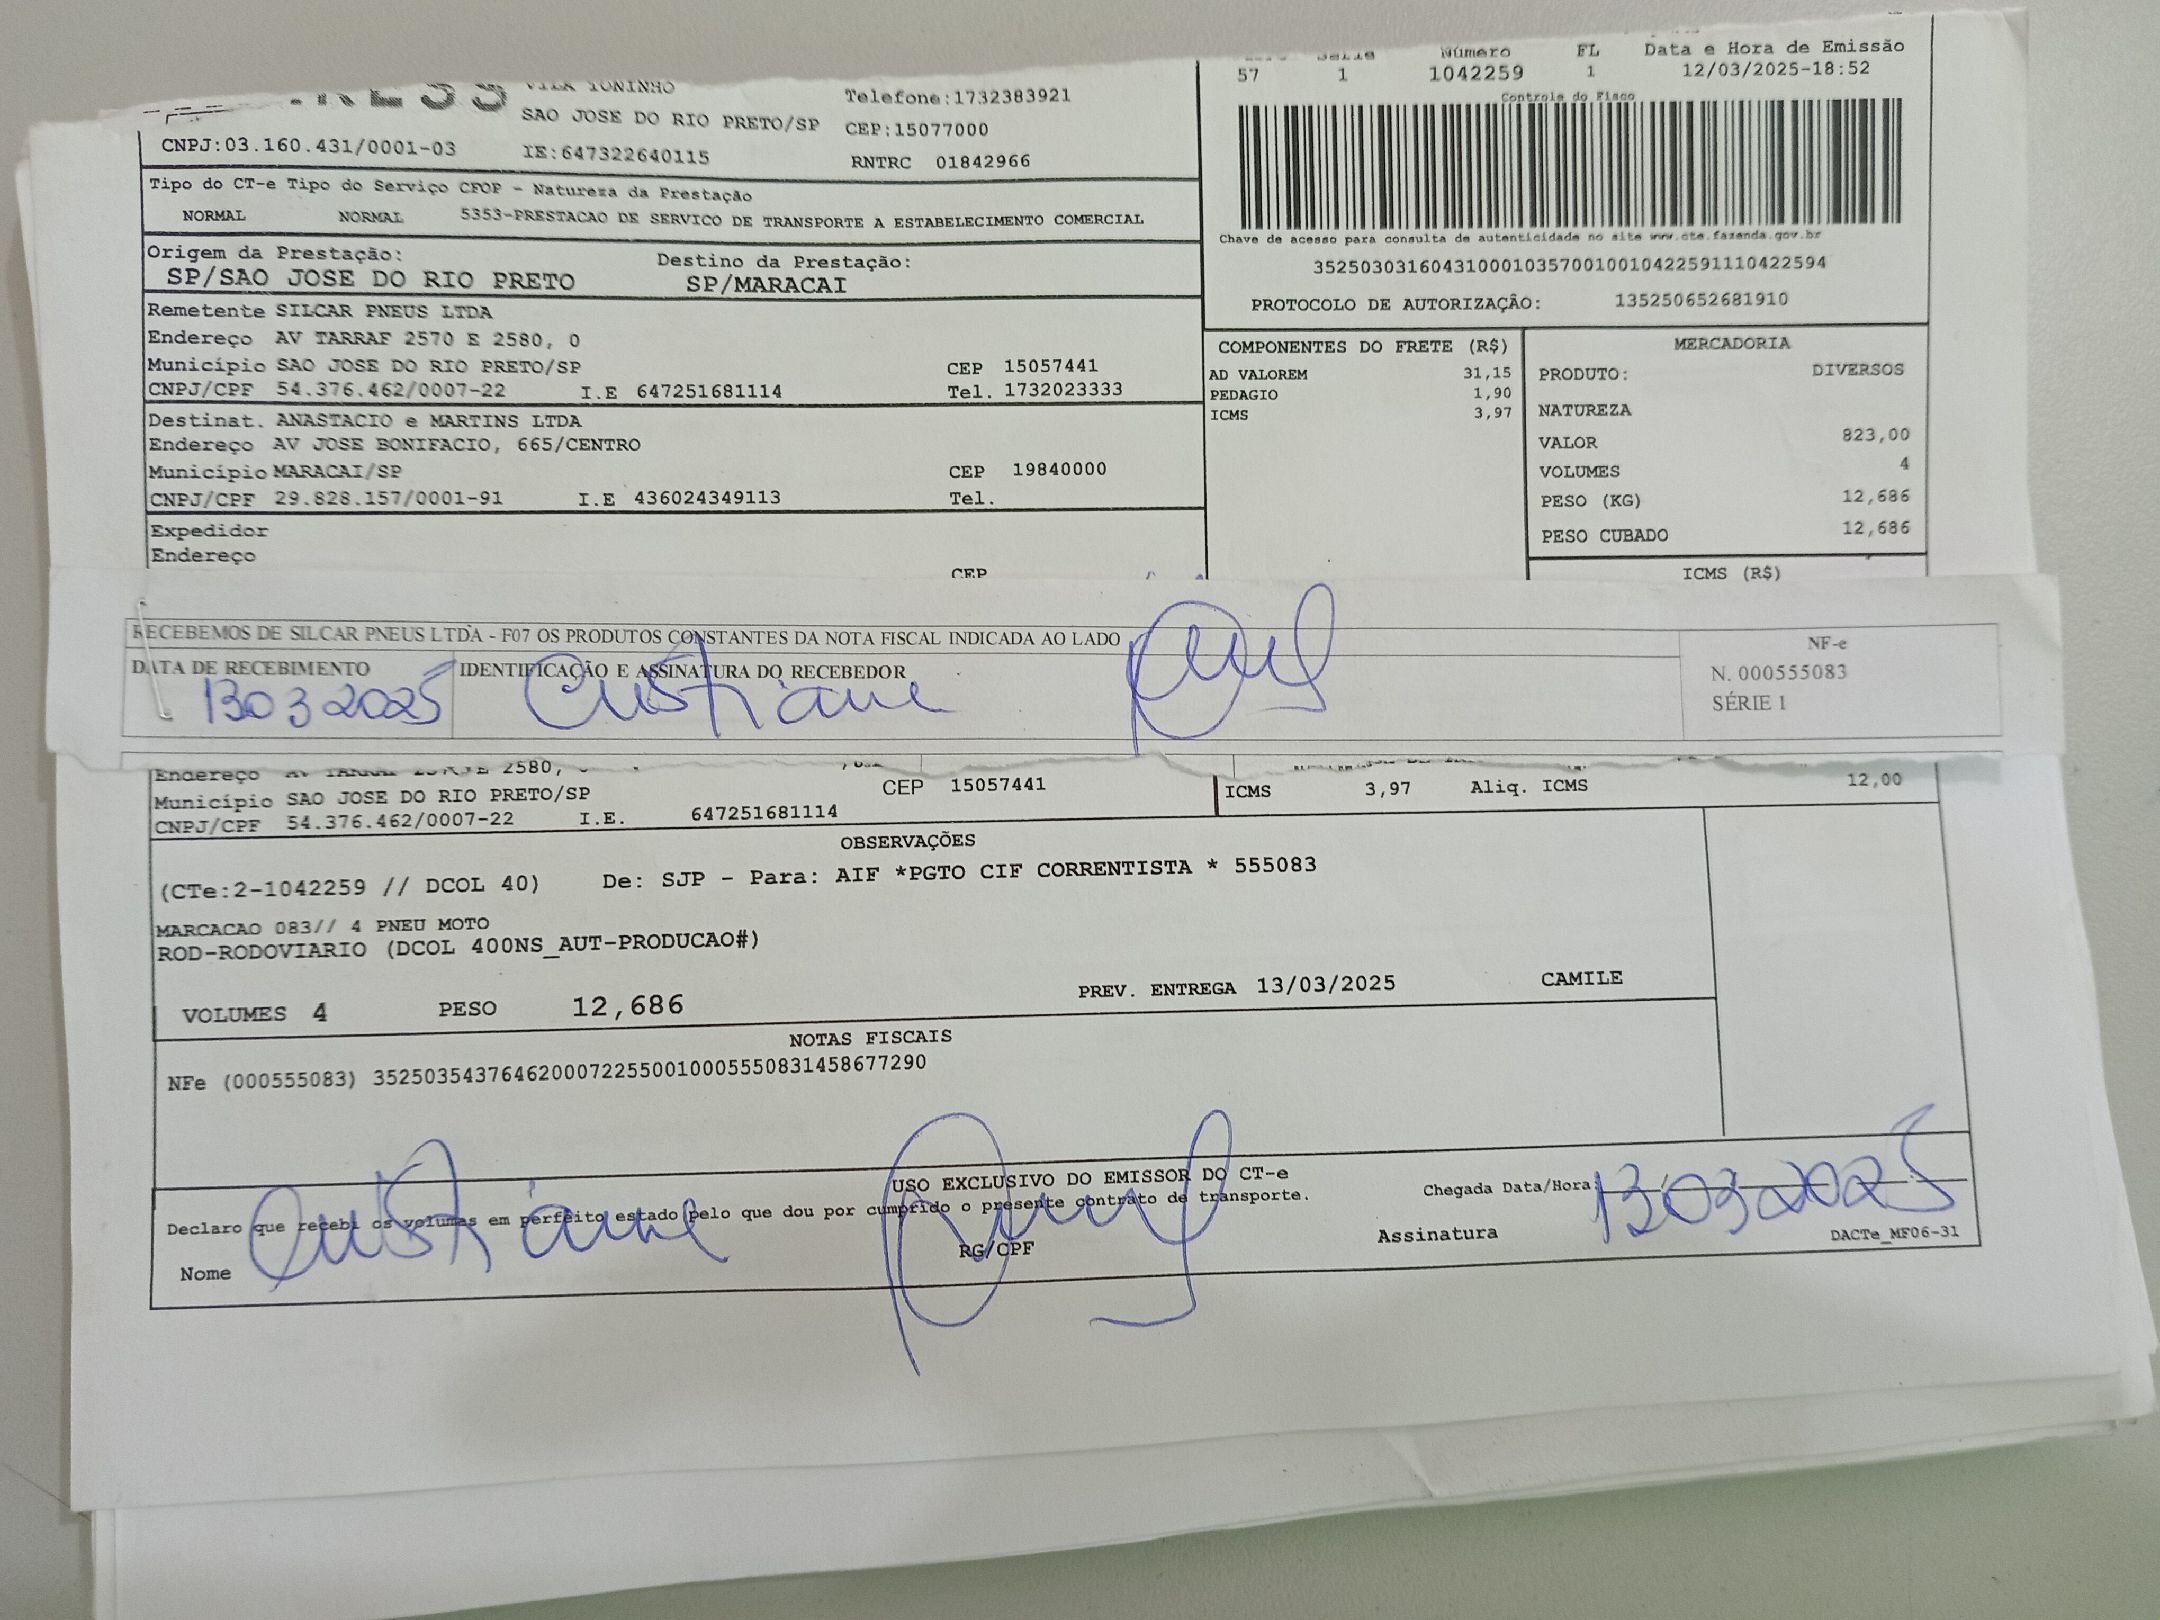 Número FL Data e Hora de Emissão
57 1 1042259 1 12/03/2025-18:52
Controle do Fisco
VILA TONINHO Telefone:1732383921
SAO JOSE DO RIO PRETO/SP CEP:15077000
CNPJ:03.160.431/0001-03 IE:647322640115 RNTRC 01842966
Tipo do CT-e Tipo do Serviço CFOP - Natureza da Prestação
NORMAL NORMAL 5353-PRESTACAO DE SERVICO DE TRANSPORTE A ESTABELECIMENTO COMERCIAL
Chave de acesso para consulta de autenticidade no site www.cte.fazenda.gov.br
35250303160431000103570010010422591110422594
PROTOCOLO DE AUTORIZAÇÃO: 135250652681910
Origem da Prestação: Destino da Prestação:
SP/SAO JOSE DO RIO PRETO SP/MARACAI
Remetente SILCAR PNEUS LTDA
Endereço AV TARRAF 2570 E 2580, 0
Município SAO JOSE DO RIO PRETO/SP CEP 15057441
CNPJ/CPF 54.376.462/0007-22 I.E 647251681114 Tel. 1732023333
Destinat. ANASTACIO e MARTINS LTDA
Endereço AV JOSE BONIFACIO, 665/CENTRO
Município MARACAI/SP CEP 19840000
CNPJ/CPF 29.828.157/0001-91 I.E 436024349113 Tel.
Expedidor
Endereço
CEP
COMPONENTES DO FRETE (R$)
AD VALOREM 31,15
PEDAGIO 1,90
ICMS 3,97
MERCADORIA
PRODUTO: DIVERSOS
NATUREZA
VALOR 823,00
VOLUMES 4
PESO (KG) 12,686
PESO CUBADO 12,686
ICMS (R$)
RECEBEMOS DE SILCAR PNEUS LTDA - F07 OS PRODUTOS CONSTANTES DA NOTA FISCAL INDICADA AO LADO
DATA DE RECEBIMENTO IDENTIFICAÇÃO E ASSINATURA DO RECEBEDOR
13032025 Cristiane
NF-e
N. 000555083
SÉRIE 1
Endereço 2580,
Município SAO JOSE DO RIO PRETO/SP CEP 15057441
CNPJ/CPF 54.376.462/0007-22 I.E. 647251681114
ICMS 3,97 Aliq. ICMS 12,00
OBSERVAÇÕES
(CTe:2-1042259 // DCOL 40) De: SJP - Para: AIF *PGTO CIF CORRENTISTA * 555083
MARCACAO 083// 4 PNEU MOTO
ROD-RODOVIARIO (DCOL 400NS_AUT-PRODUCAO#)
VOLUMES 4 PESO 12,686 PREV. ENTREGA 13/03/2025 CAMILE
NOTAS FISCAIS
NFe (000555083) 35250354376462000722550010005550831458677290
USO EXCLUSIVO DO EMISSOR DO CT-e
Declaro que recebi os volumes em perfeito estado pelo que dou por cumprido o presente contrato de transporte.
Chegada Data/Hora: 13032025
Nome Cristiane RG/CPF Assinatura
DACTe_MF06-31